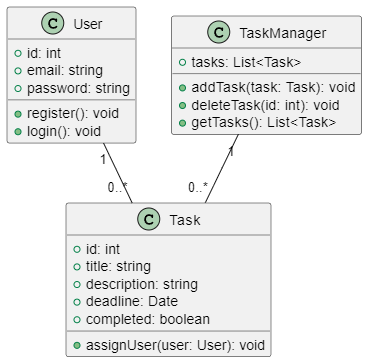 C User
id: int
email: string
password: string
register(): void
login(): void
C TaskManager
tasks: List<Task>
addTask(task: Task): void
deleteTask(id: int): void
getTasks(): List<Task>
1
1
0..*
0..*
C Task
id: int
title: string
description: string
deadline: Date
completed: boolean
assignUser(user: User): void